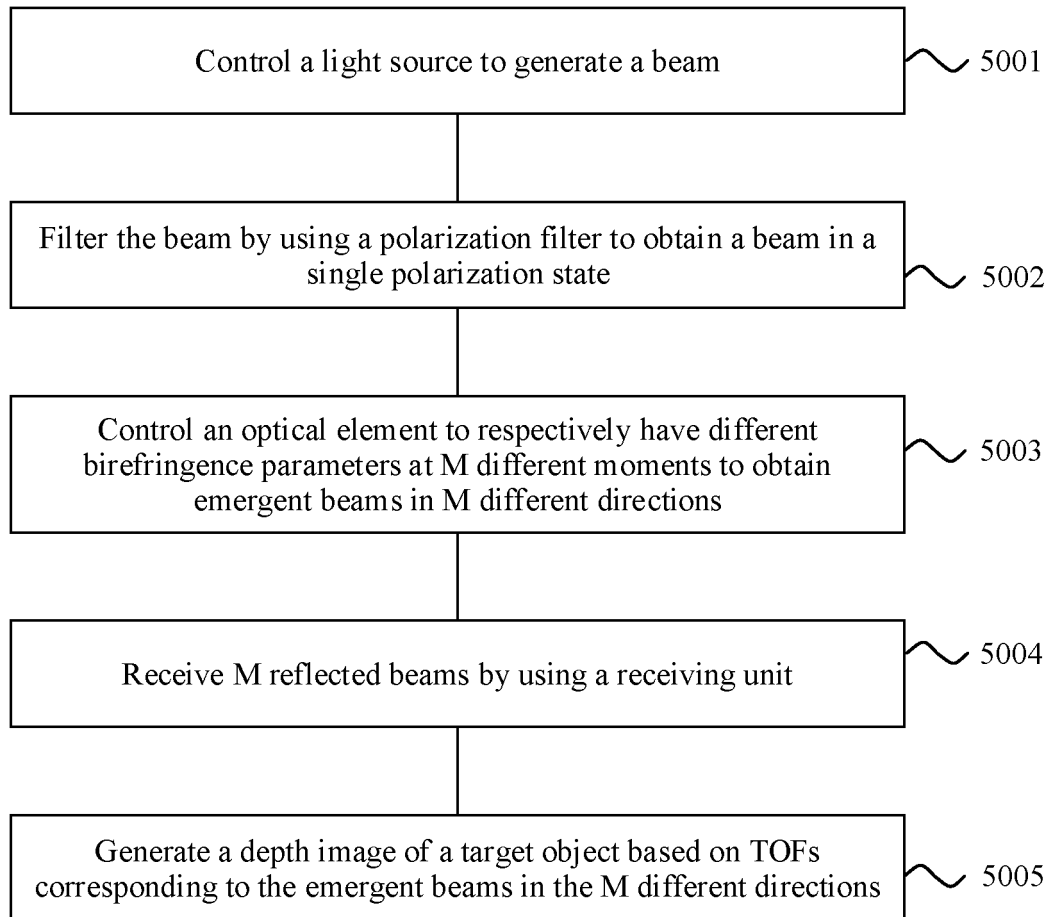 Control a light source to generate a beam
5001
Filter the beam by using a polarization filter to obtain a beam in a
single polarization state
5002
Control an optical element to respectively have different
birefringence parameters at M different moments to obtain
emergent beams in M different directions
5003
Receive M reflected beams by using a receiving unit
5004
Generate a depth image of a target object based on TOFs
corresponding to the emergent beams in the M different directions
5005